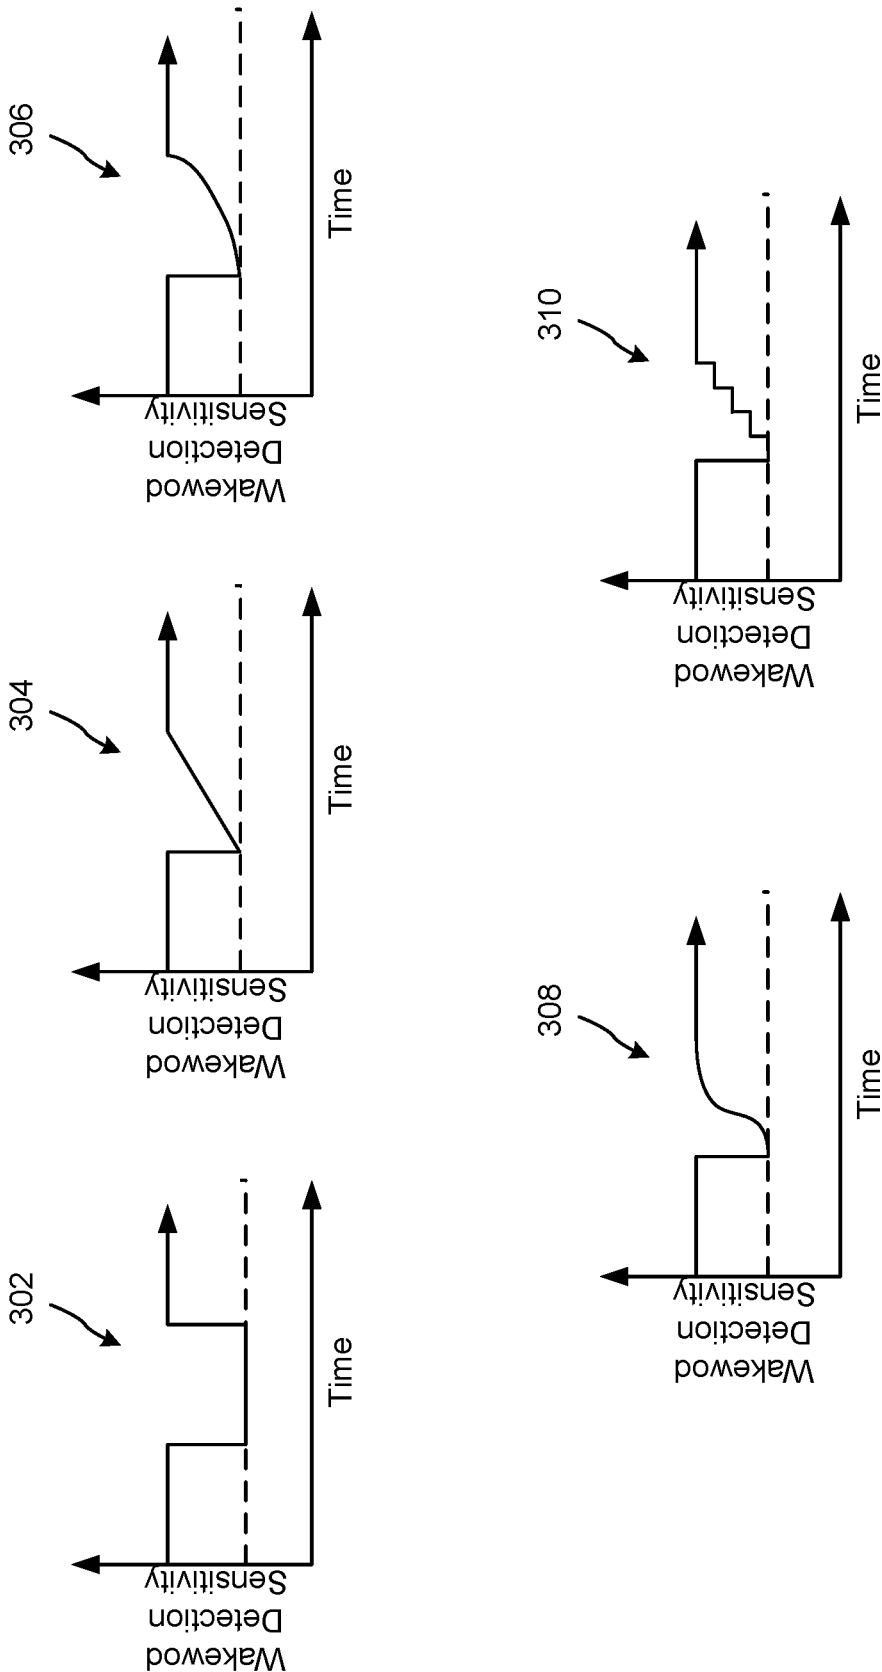 302
Wakewod
Detection
Sensitivity
Time
304
Wakewod
Detection
Sensitivity
Time
306
Wakewod
Detection
Sensitivity
Time
308
Wakewod
Detection
Sensitivity
Time
310
Wakewod
Detection
Sensitivity
Time